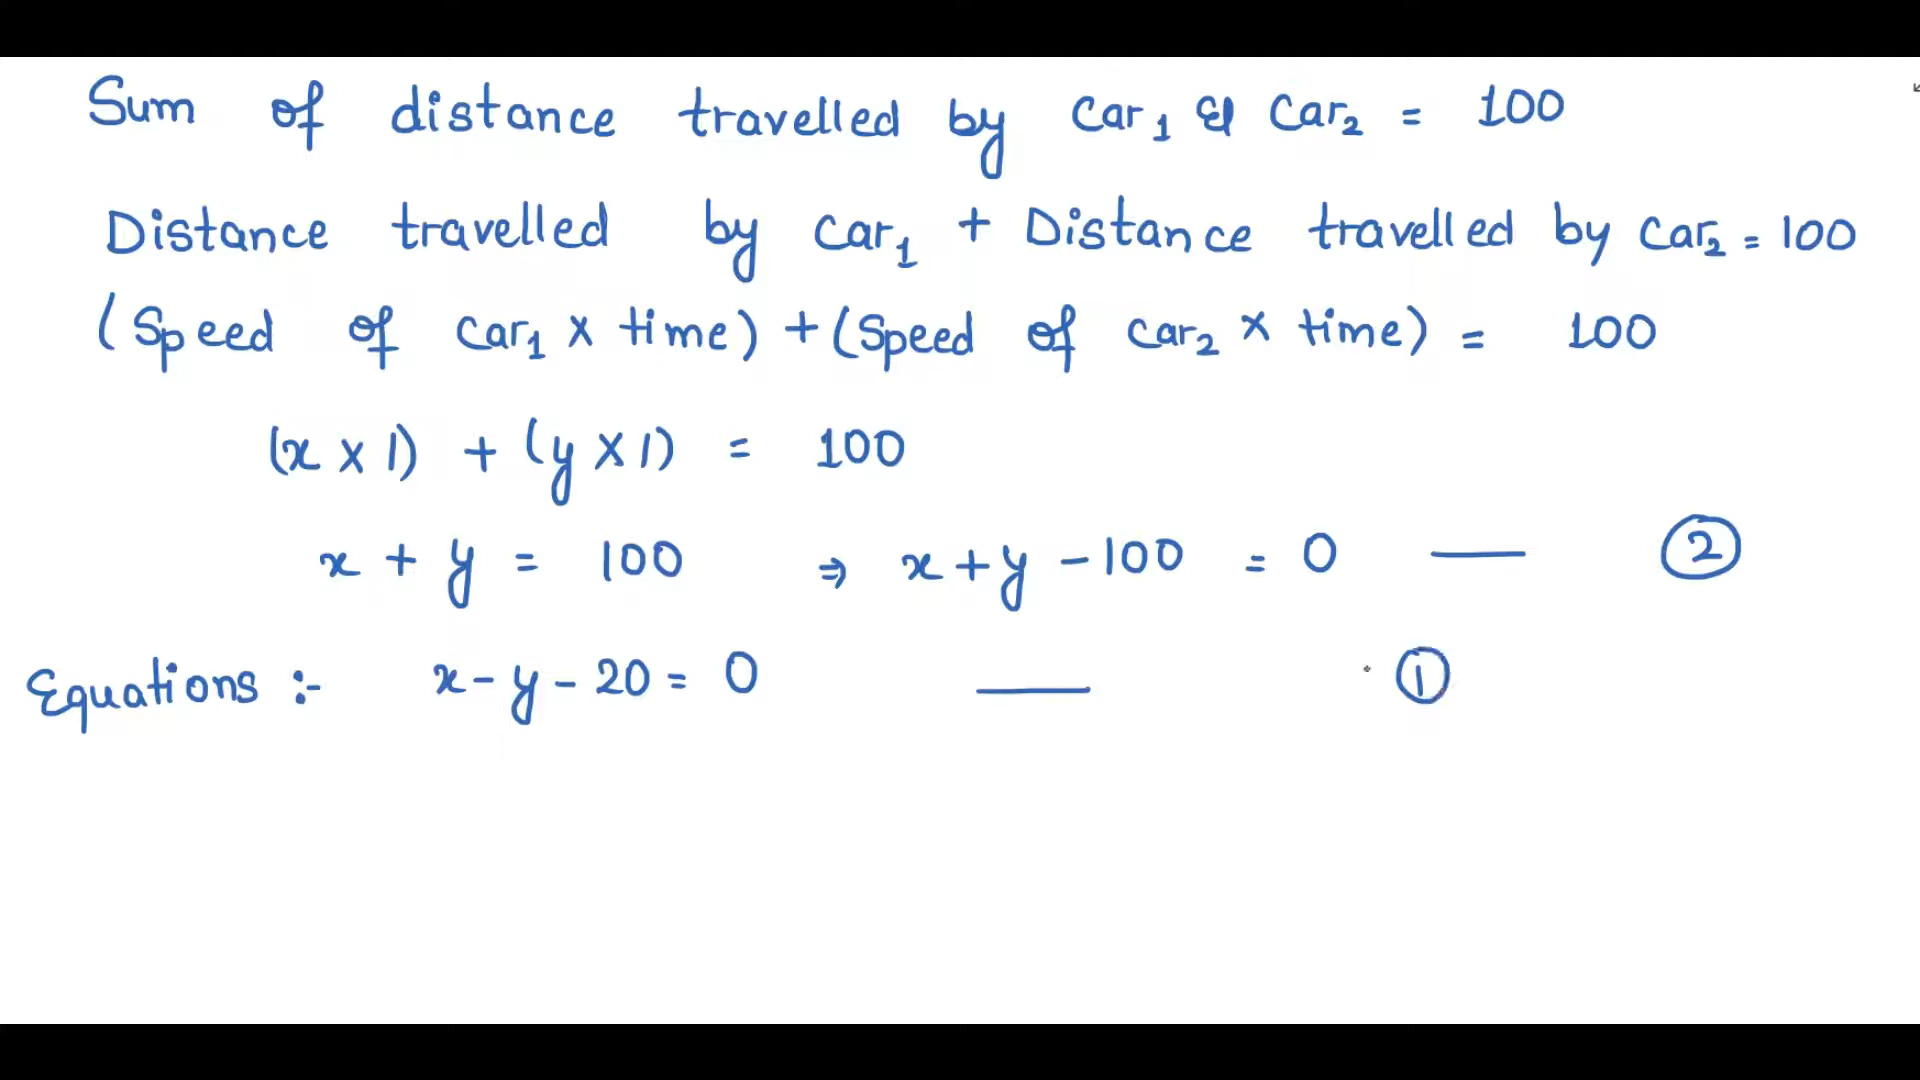 Sum of distance travelled by Car₁ & Car₂ = 100
Distance travelled by Car₁ + Distance travelled by Car₂ = 100
(Speed of Car₁ × time) + (Speed of Car₂ × time) = 100
(x × 1) + (y × 1) = 100
x + y = 100 ⇒ x + y - 100 = 0 — ②
Equations :- x - y - 20 = 0 — ①